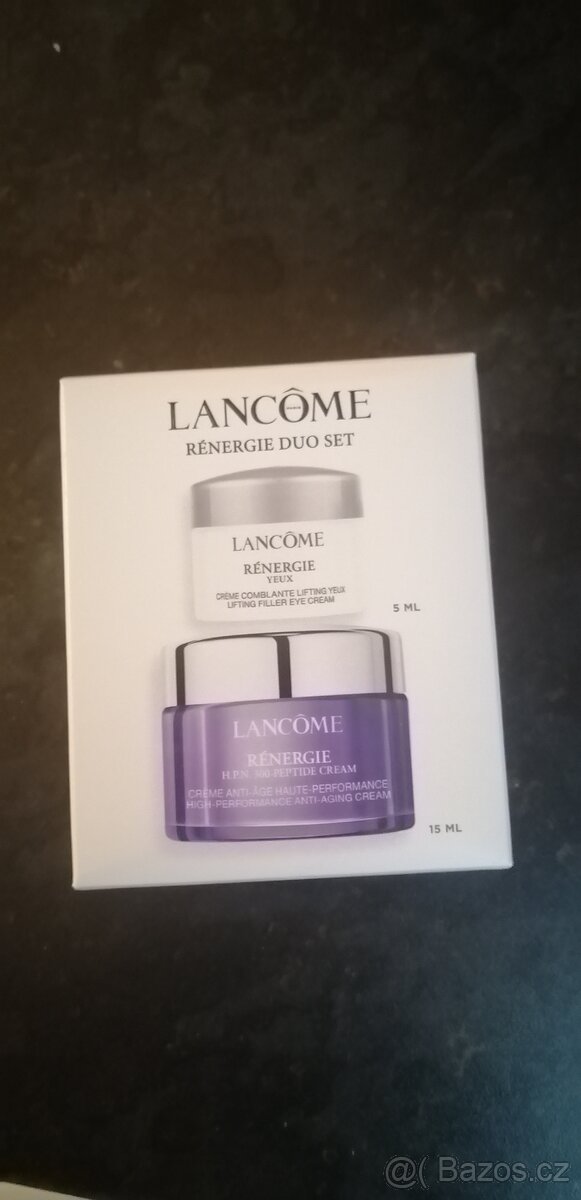 LANCÔME
PARIS
RÉNERGIE DUO SET
LANCÔME
RÉNERGIE
YEUX
CRÈME COMBLANTE LIFTING YEUX
LIFTING FILLER EYE CREAM
5 ML
LANCÔME
RÉNERGIE
H.P.N. 300-PEPTIDE CREAM
CRÈME ANTI-ÂGE HAUTE-PERFORMANCE
HIGH-PERFORMANCE ANTI-AGING CREAM
15 ML
@( Bazos.cz